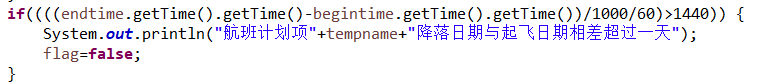 if((((endtime.getTime().getTime()-begintime.getTime().getTime())/1000/60)>1440)) {
System.out.println("航班计划项"+tempname+"降落日期与起飞日期相差超过一天");
flag=false;
}